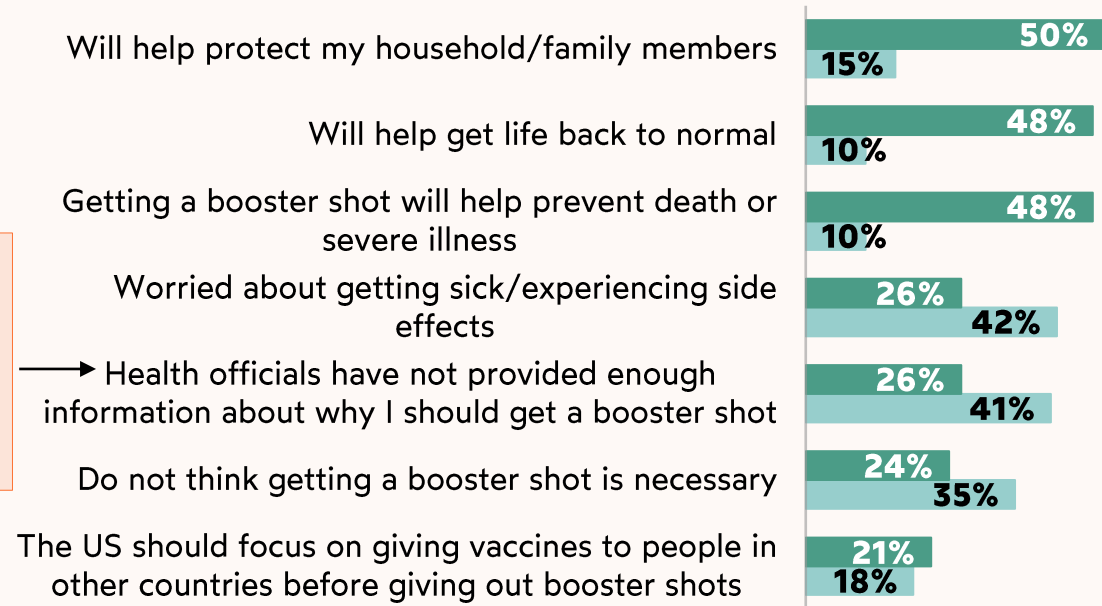 Will help protect my household/family members
50%
15%
Will help get life back to normal
48%
10%
Getting a booster shot will help prevent death or
severe illness
48%
10%
Worried about getting sick/experiencing side
effects
26%
42%
Health officials have not provided enough
information about why I should get a booster shot
26%
41%
Do not think getting a booster shot is necessary
24%
35%
The US should focus on giving vaccines to people in
other countries before giving out booster shots
21%
18%